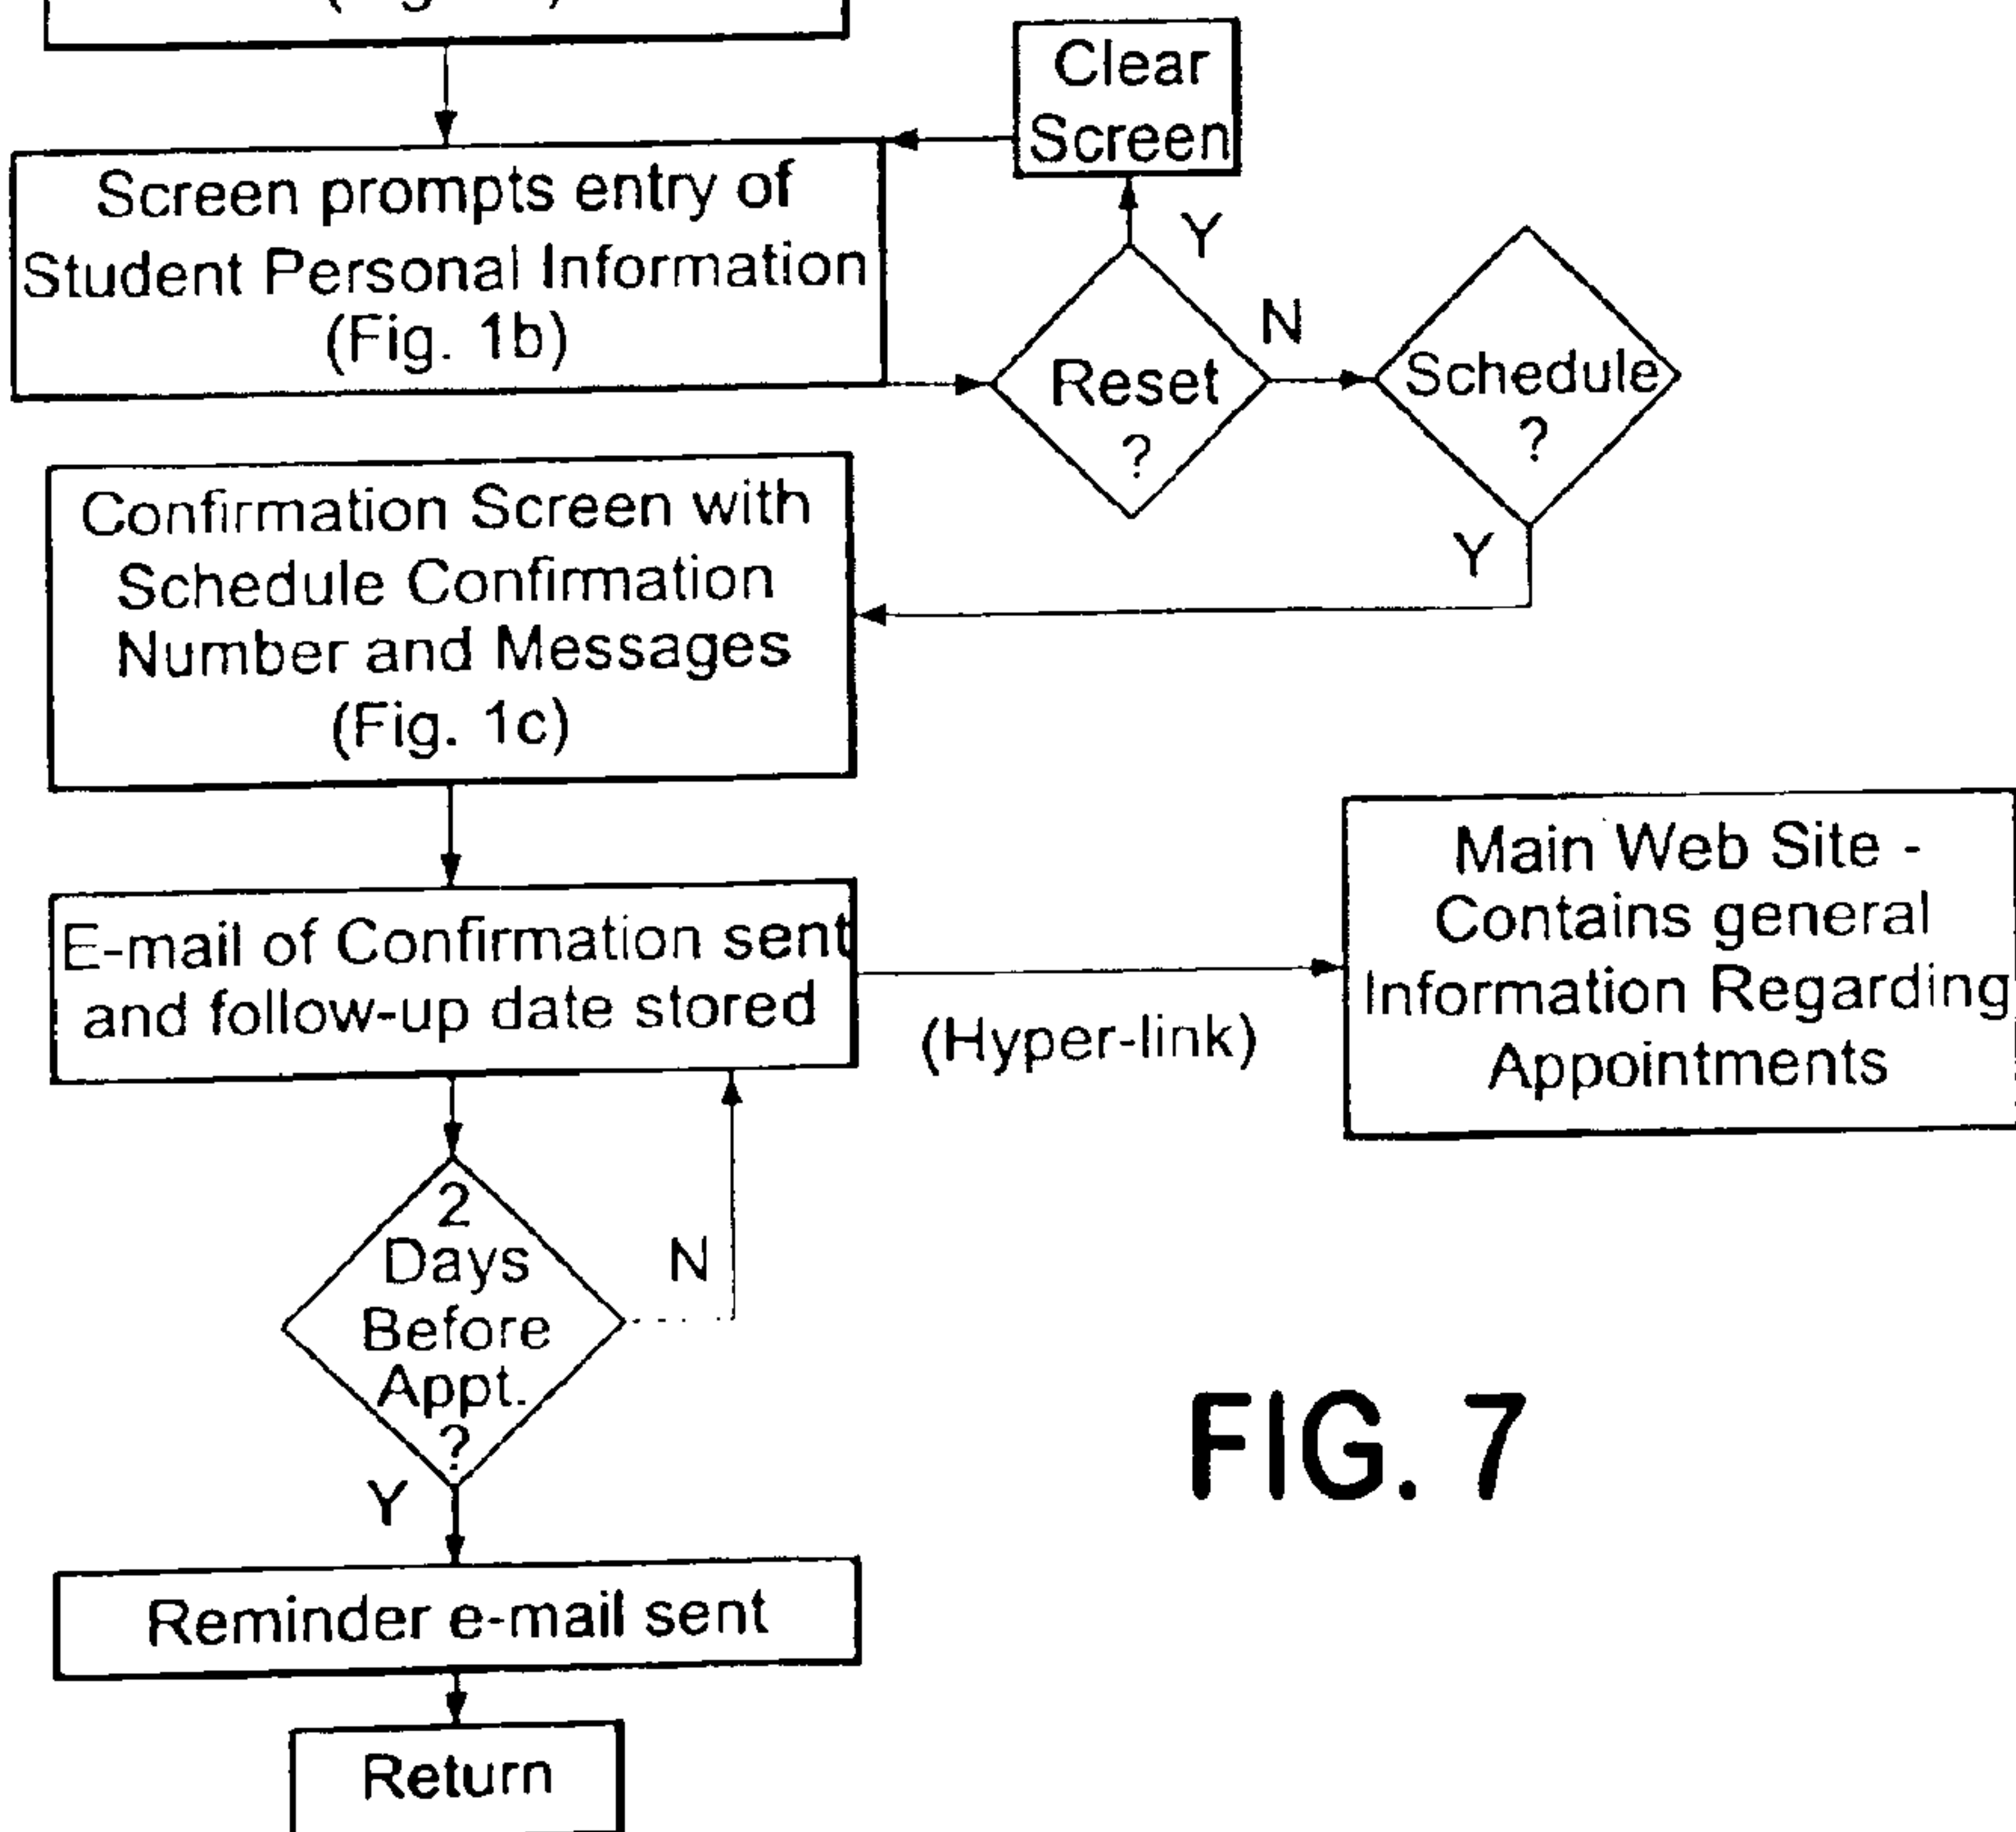 Clear
Screen
Screen prompts entry of
Student Personal Information
(Fig. 1b)
Y
N
Reset
?
Schedule
?
Y
Confirmation Screen with
Schedule Confirmation
Number and Messages
(Fig. 1c)
E-mail of Confirmation sent
and follow-up date stored
(Hyper-link)
Main Web Site -
Contains general
Information Regarding
Appointments
2
Days
Before
Appt.
?
N
Y
Reminder e-mail sent
Return
FIG. 7